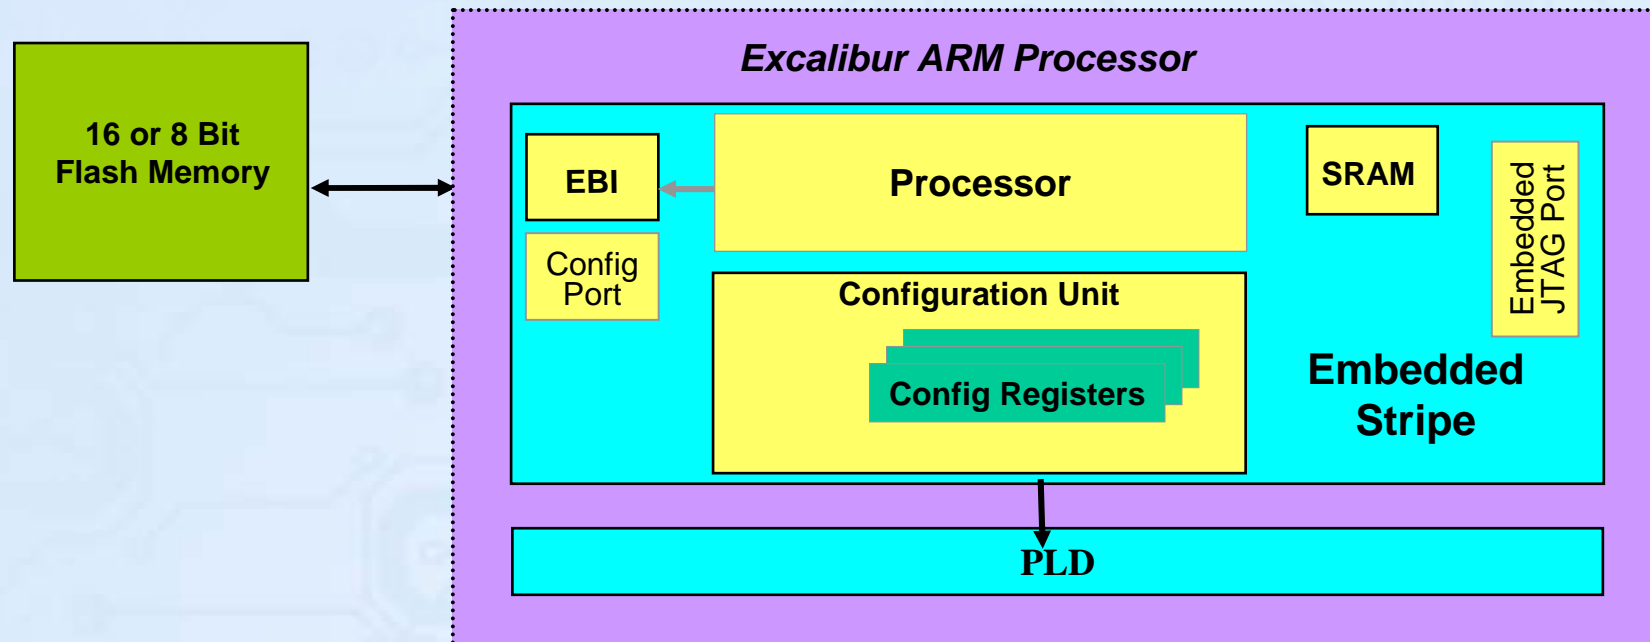 Excalibur ARM Processor
16 or 8 Bit
Flash Memory
EBI
Processor
SRAM
Embedded
JTAG Port
Config
Port
Configuration Unit
Config Registers
Embedded
Stripe
PLD